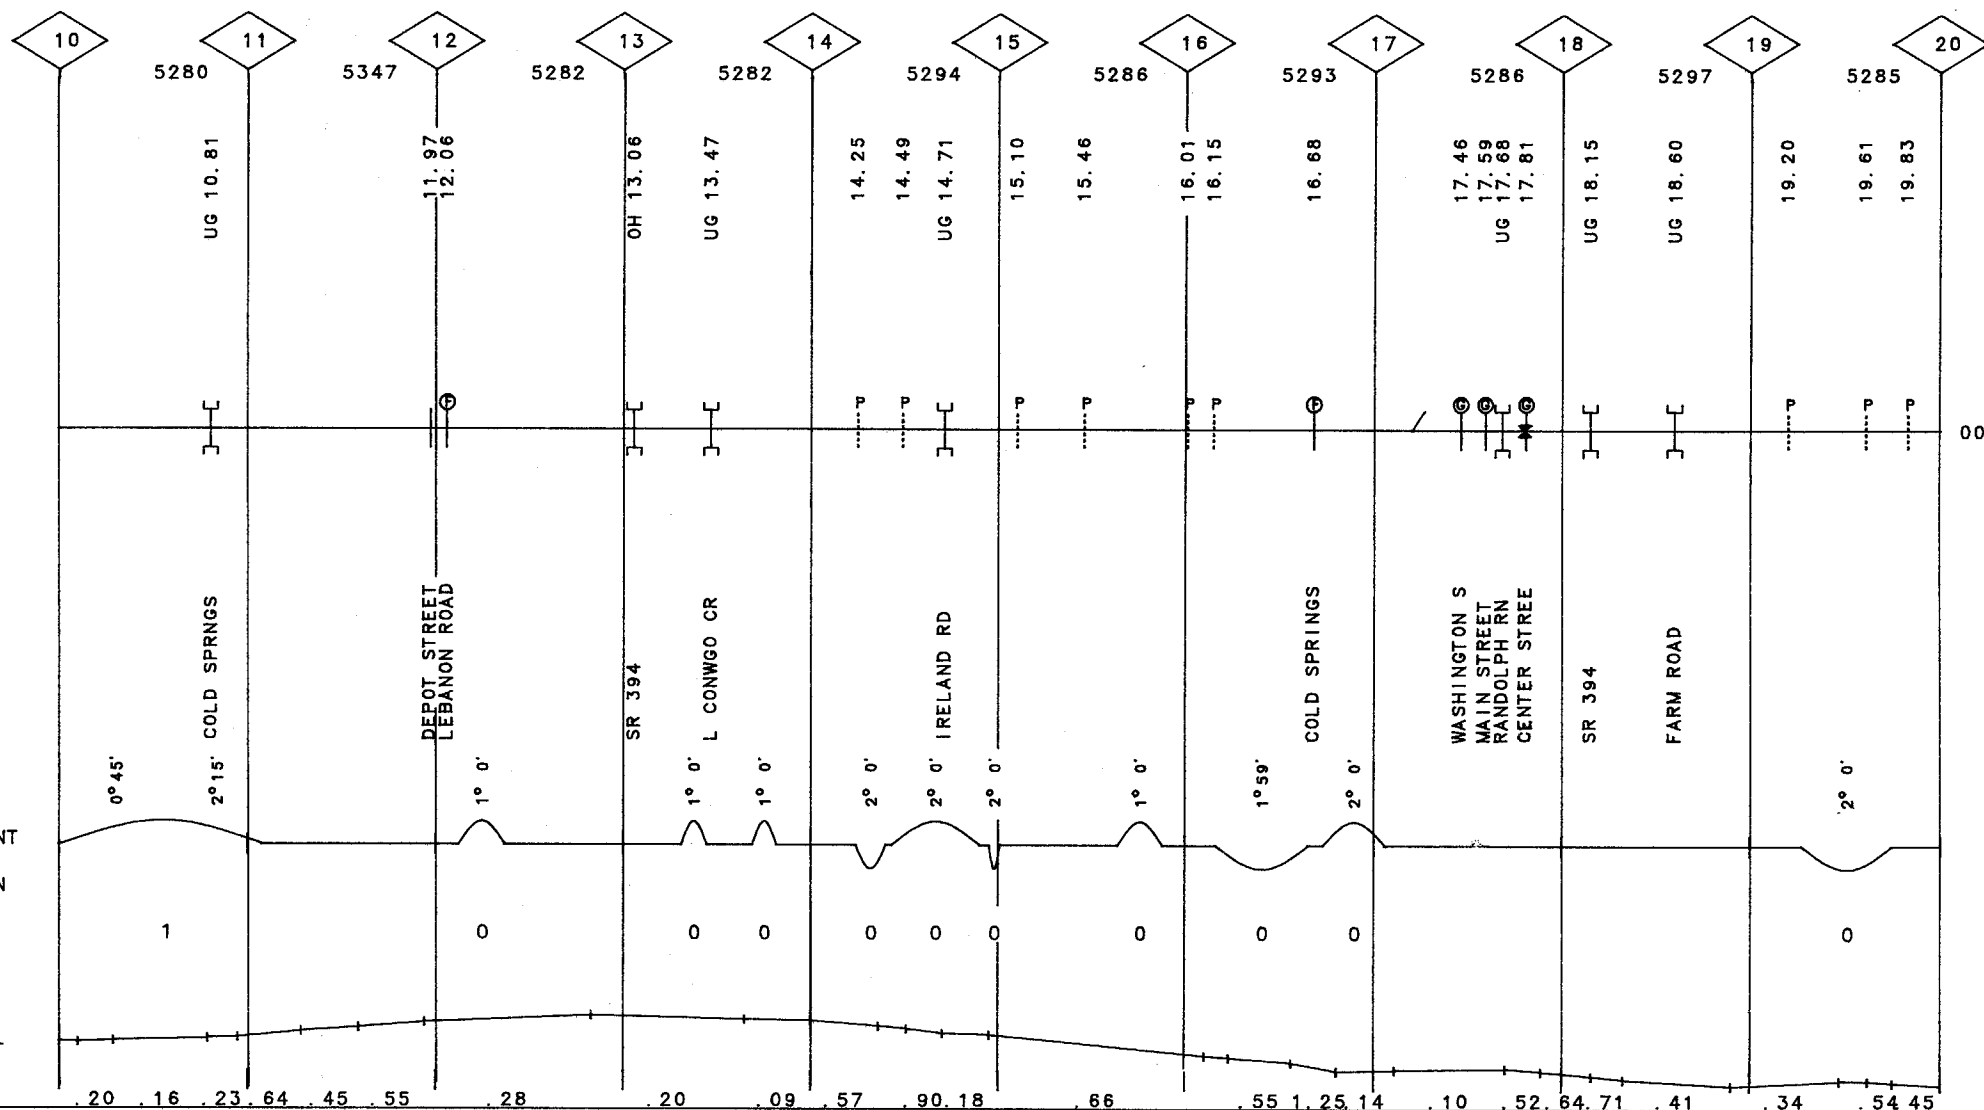 10 11 12 13 14 15 16 17 18 19 20
5280 5347 5282 5282 5294 5286 5293 5286 5297 5285
UG 10.81
11.97
12.06
OH 13.06
UG 13.47
14.25
14.49
UG 14.71
15.10
15.46
16.01
16.15
16.68
17.46
17.59
UG 17.68
17.81
UG 18.15
UG 18.60
19.20
19.61
19.83
F P P P P P P F G G G P P P
00
COLD SPRNGS
DEPOT STREET
LEBANON ROAD
SR 394
L CONWGO CR
IRELAND RD
COLD SPRINGS
WASHINGTON S
MAIN STREET
RANDOLPH RN
CENTER STREE
SR 394
FARM ROAD
0° 45' 2° 15' 1° 0' 1° 0' 1° 0' 2° 0' 2° 0' 2° 0' 1° 0' 1° 59' 2° 0' 2° 0'
NT
N
1 0 0 0 0 0 0 0 0 0 0
.20 .16 .23 .64 .45 .55 .28 .20 .09 .57 .90 .18 .66 .55 1.25 .14 .10 .52 .64 .71 .41 .34 .54 45